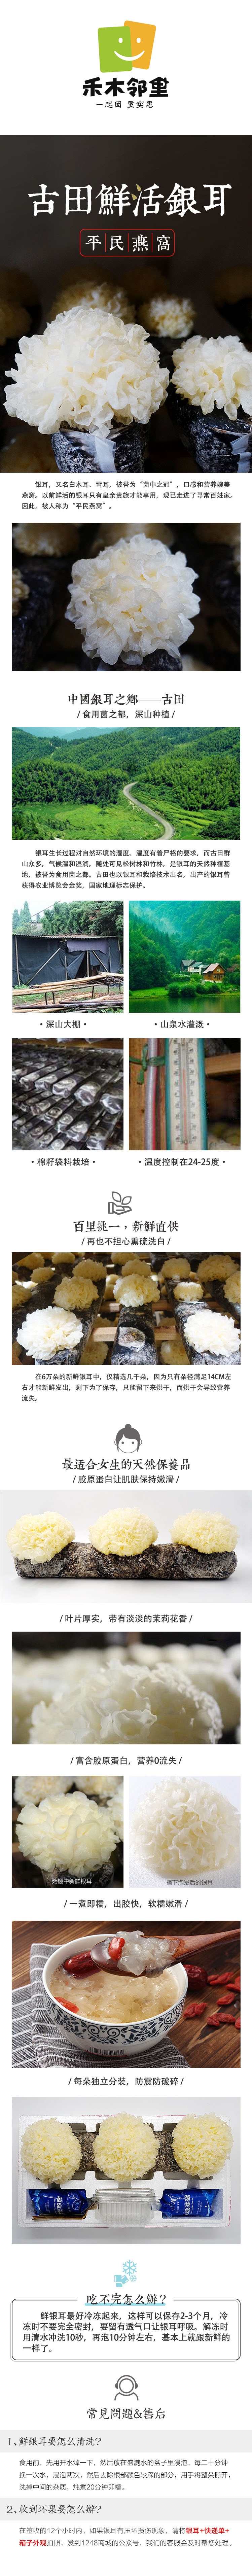 禾木邻里
一起田 更实惠
古田鮮活銀耳
平民燕窩
银耳，又名白木耳、雪耳，被誉为“菌中之冠”，口感和营养媲美
燕窝。以前鲜活的银耳只有皇亲贵族才能享用，现已走进了寻常百姓家。
因此，被人称为“平民燕窝”。
中國銀耳之鄉——古田
/ 食用菌之都，深山种植 /
银耳生长过程对自然环境的湿度、温度有着严格的要求，而古田群
山众多，气候温和湿润，随处可见松树林和竹林，是银耳的天然种植基
地，被誉为食用菌之都。古田也以银耳和栽培技术出名，出产的银耳曾
获得农业博览会金奖，国家地理标志保护。
·深山大棚·
·山泉水灌溉·
·棉籽袋料栽培·
·温度控制在24-25度·
百里挑一，新鲜直供
/ 再也不担心熏硫洗白 /
在6万朵的新鲜银耳中，仅精选几千朵，因为只有朵径满足14CM左
右才能新鲜发出，剩下为了保存，只能留下来烘干，而烘干会导致营养
流失。
最适合女生的天然保養品
/ 胶原蛋白让肌肤保持嫩滑 /
/ 叶片厚实，带有淡淡的茉莉花香 /
/ 富含胶原蛋白，营养0流失 /
/ 一煮即糯，出胶快，软糯嫩滑 /
/ 每朵独立分装，防震防破碎 /
吃不完怎么辦？
鲜银耳最好冷冻起来，这样可以保存2-3个月，冷
冻时不要完全密封，要留有透气口让银耳呼吸。解冻时
用清水冲洗10秒，再泡10分钟左右，基本上就跟新鲜的
一样了。
常見問題&售后
1、鮮銀耳要怎么清洗?
食用前，先用开水焯一下，然后放在盛满水的盆子里浸泡，每二十分钟
换一次水，浸泡两次，然后去除根部颜色较深的部分，用手将整朵撕开，
洗掉中间的杂质，炖煮20分钟即糯。
2、收到坏果要怎么辦?
在签收的12个小时内，如果银耳有压坏损伤现象，请将银耳+快递单+
箱子外观拍照，发到1248商城的公众号，我们的客服会及时帮您处理。